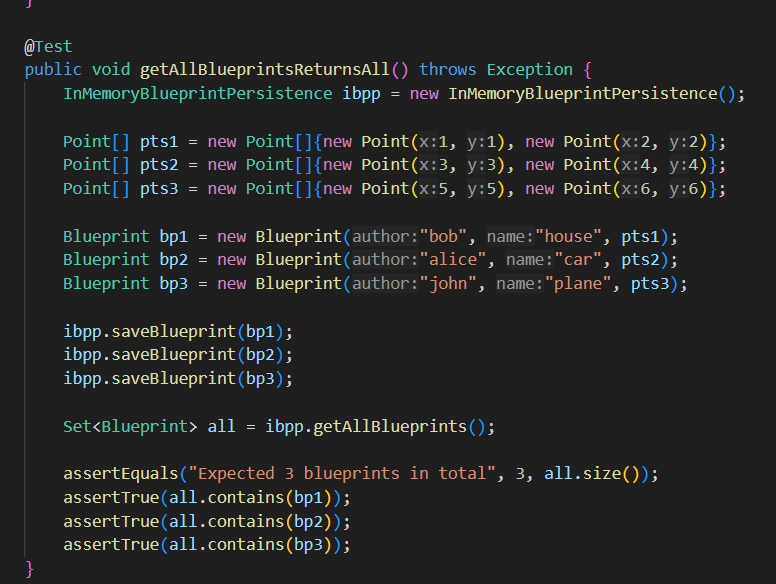 }
@Test
public void getAllBlueprintsReturnsAll() throws Exception {
InMemoryBlueprintPersistence ibpp = new InMemoryBlueprintPersistence();
Point[] pts1 = new Point[]{new Point(x:1, y:1), new Point(x:2, y:2)};
Point[] pts2 = new Point[]{new Point(x:3, y:3), new Point(x:4, y:4)};
Point[] pts3 = new Point[]{new Point(x:5, y:5), new Point(x:6, y:6)};
Blueprint bp1 = new Blueprint(author:"bob", name:"house", pts1);
Blueprint bp2 = new Blueprint(author:"alice", name:"car", pts2);
Blueprint bp3 = new Blueprint(author:"john", name:"plane", pts3);
ibpp.saveBlueprint(bp1);
ibpp.saveBlueprint(bp2);
ibpp.saveBlueprint(bp3);
Set<Blueprint> all = ibpp.getAllBlueprints();
assertEquals("Expected 3 blueprints in total", 3, all.size());
assertTrue(all.contains(bp1));
assertTrue(all.contains(bp2));
assertTrue(all.contains(bp3));
}